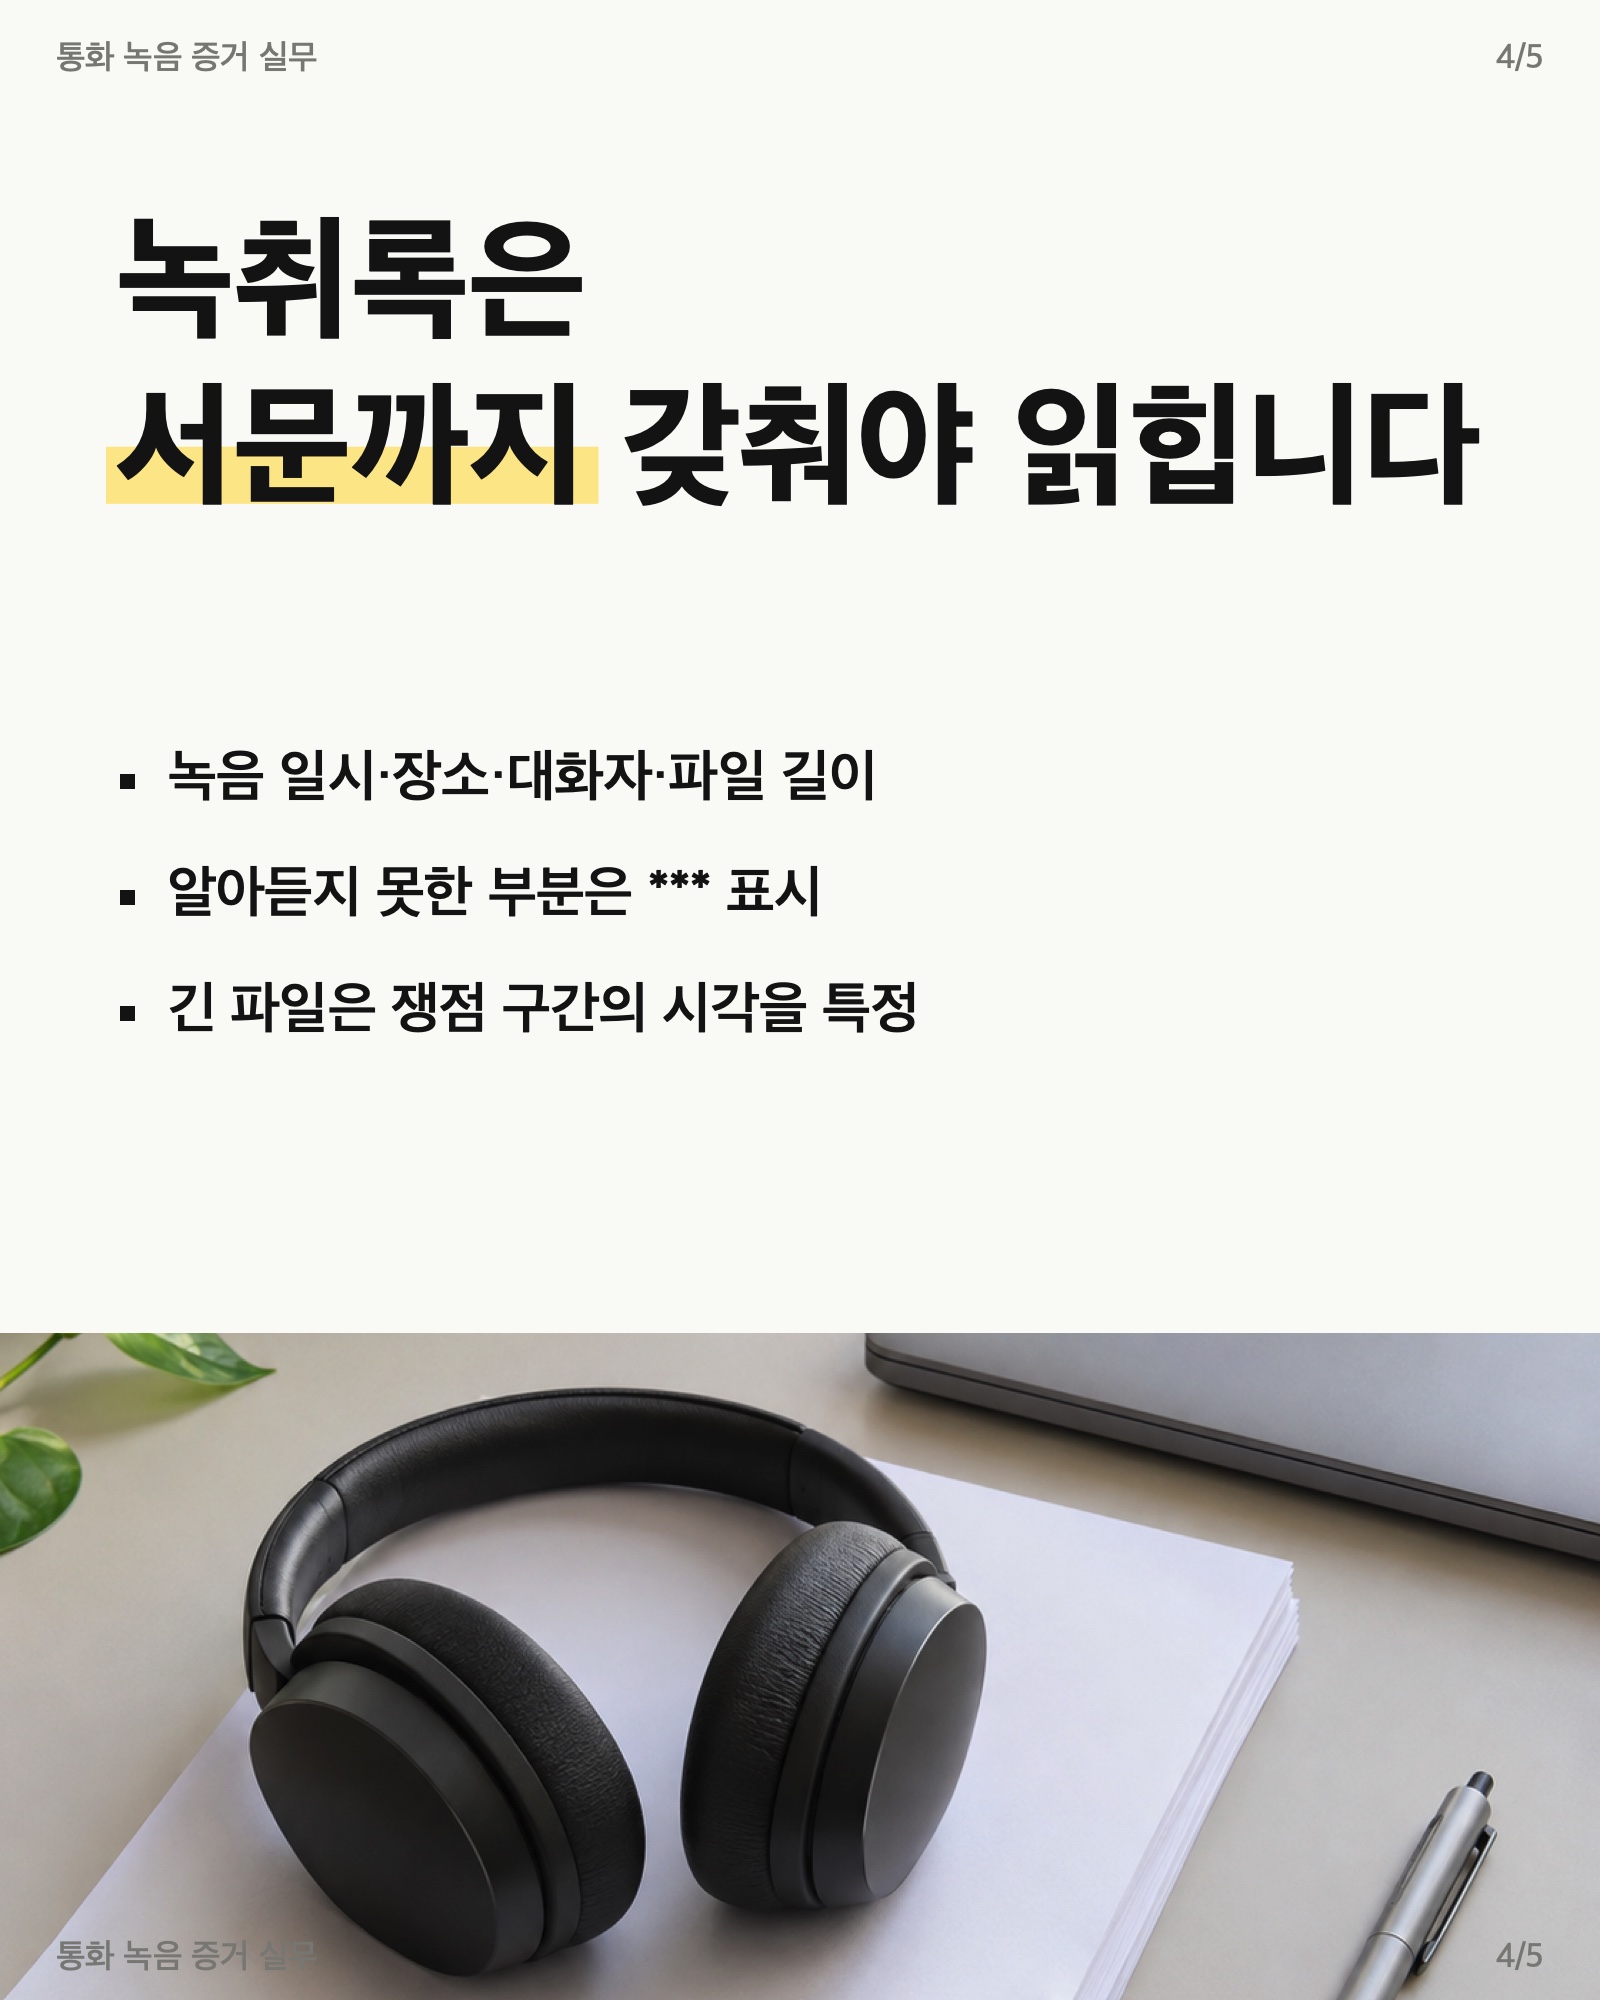 통화 녹음 증거 실무
4/5
녹취록은
서문까지 갖춰야 읽힙니다
▪ 녹음 일시·장소·대화자·파일 길이
▪ 알아듣지 못한 부분은 *** 표시
▪ 긴 파일은 쟁점 구간의 시각을 특정
통화 녹음 증거 실무
4/5